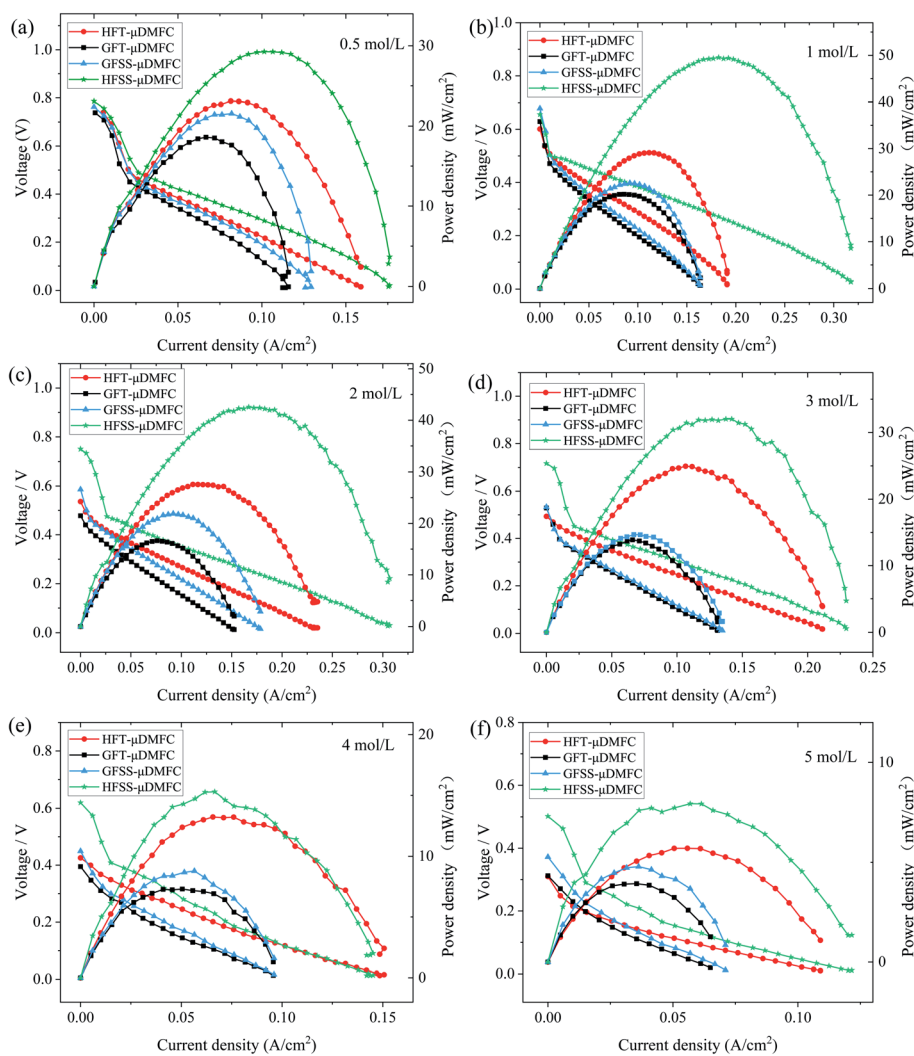 (a)
HFT-μDMFC
GFT-μDMFC
GFSS-μDMFC
HFSS-μDMFC
0.5 mol/L
Voltage (V)
1.0
0.8
0.6
0.4
0.2
0.0
30
20
10
0
Power density (mW/cm²)
0.00 0.05 0.10 0.15
Current density (A/cm²)
(b)
HFT-μDMFC
GFT-μDMFC
GFSS-μDMFC
HFSS-μDMFC
1 mol/L
Voltage / V
1.0
0.8
0.6
0.4
0.2
0.0
50
40
30
20
10
0
Power density (mW/cm²)
0.00 0.05 0.10 0.15 0.20 0.25 0.30
Current density (A/cm²)
(c)
HFT-μDMFC
GFT-μDMFC
GFSS-μDMFC
HFSS-μDMFC
2 mol/L
Voltage / V
1.0
0.8
0.6
0.4
0.2
0.0
50
40
30
20
10
0
Power density（mW/cm²）
0.00 0.05 0.10 0.15 0.20 0.25 0.30
Current density (A/cm²)
(d)
HFT-μDMFC
GFT-μDMFC
GFSS-μDMFC
HFSS-μDMFC
3 mol/L
Voltage / V
1.0
0.8
0.6
0.4
0.2
0.0
30
20
10
0
Power density（mW/cm²）
0.00 0.05 0.10 0.15 0.20 0.25
Current density (A/cm²)
(e)
HFT-μDMFC
GFT-μDMFC
GFSS-μDMFC
HFSS-μDMFC
4 mol/L
Voltage / V
0.8
0.6
0.4
0.2
0.0
20
10
0
Power density（mW/cm²）
0.00 0.05 0.10 0.150
Current density (A/cm²)
(f)
HFT-μDMFC
GFT-μDMFC
GFSS-μDMFC
HFSS-μDMFC
5 mol/L
Voltage / V
0.8
0.6
0.4
0.2
0.0
10
0
Power density（mW/cm²）
0.00 0.05 0.10
Current density (A/cm²)